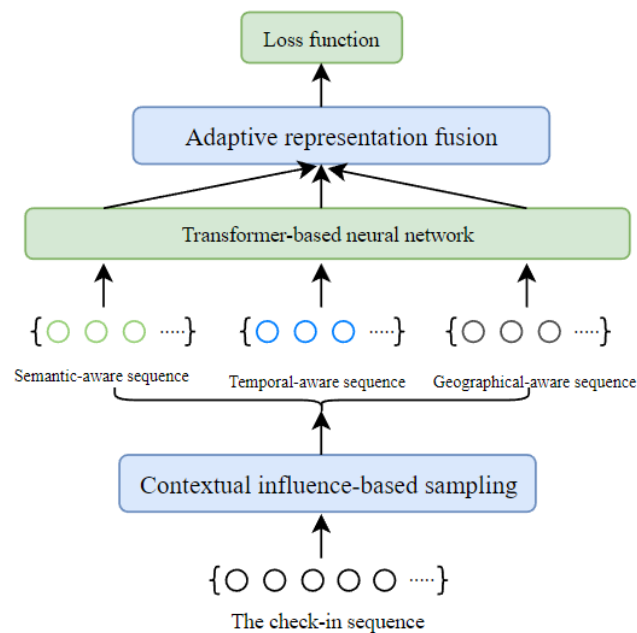 Loss function
Adaptive representation fusion
Transformer-based neural network
{ ..... } { ..... } { ..... }
Semantic-aware sequence Temporal-aware sequence Geographical-aware sequence
Contextual influence-based sampling
{ ..... }
The check-in sequence